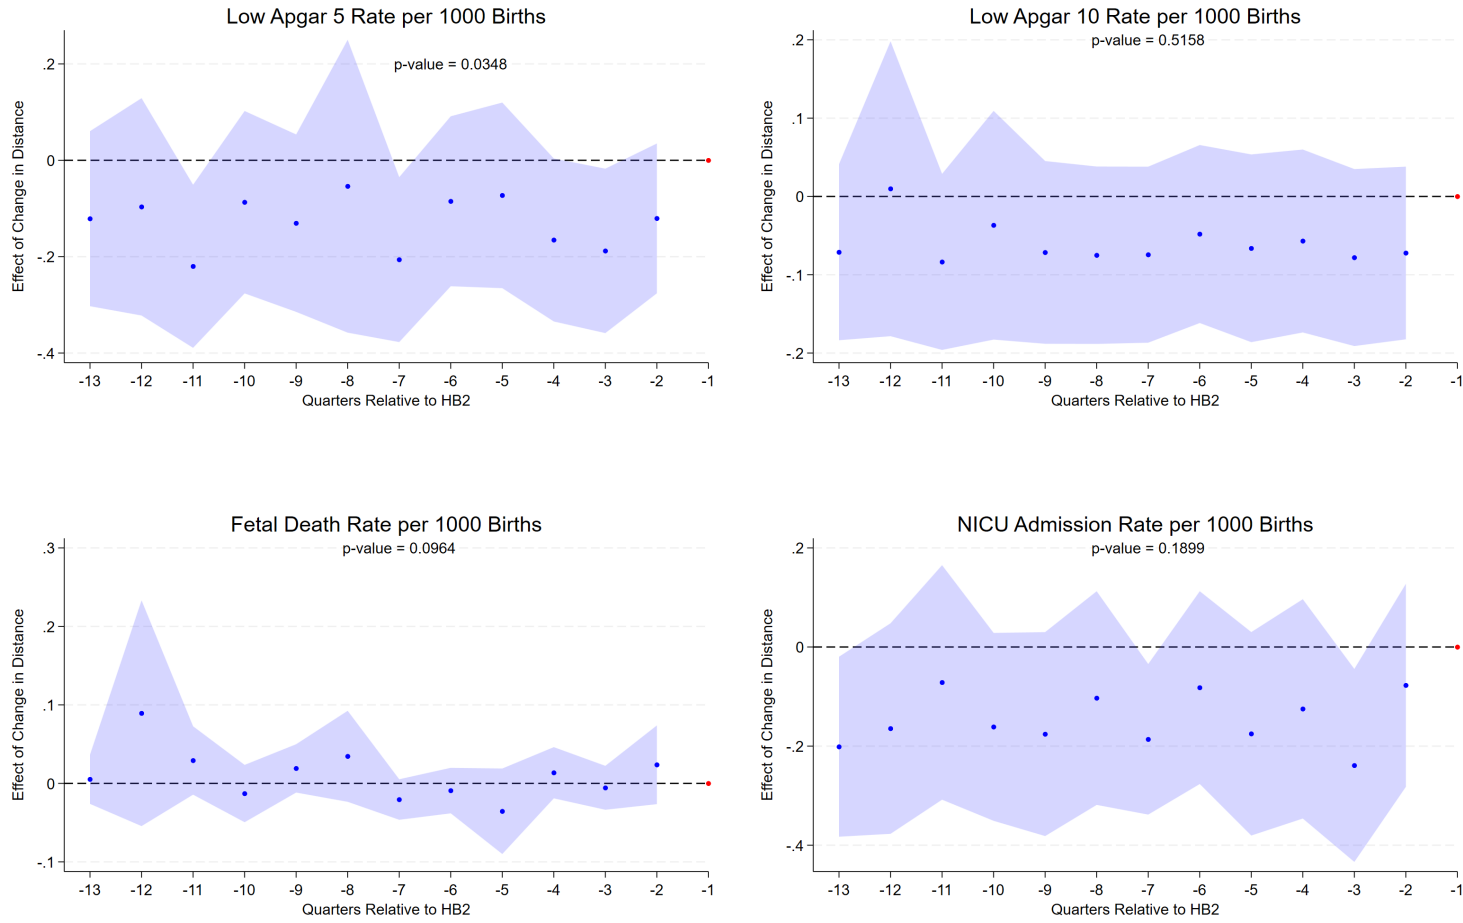 Low Apgar 5 Rate per 1000 Births
p-value = 0.0348
Effect of Change in Distance
.2
0
-.2
-.4
-13 -12 -11 -10 -9 -8 -7 -6 -5 -4 -3 -2 -1
Quarters Relative to HB2
Low Apgar 10 Rate per 1000 Births
p-value = 0.5158
Effect of Change in Distance
.2
.1
0
-.1
-.2
-13 -12 -11 -10 -9 -8 -7 -6 -5 -4 -3 -2 -1
Quarters Relative to HB2
Fetal Death Rate per 1000 Births
p-value = 0.0964
Effect of Change in Distance
.3
.2
.1
0
-.1
-13 -12 -11 -10 -9 -8 -7 -6 -5 -4 -3 -2 -1
Quarters Relative to HB2
NICU Admission Rate per 1000 Births
p-value = 0.1899
Effect of Change in Distance
.2
0
-.2
-.4
-13 -12 -11 -10 -9 -8 -7 -6 -5 -4 -3 -2 -1
Quarters Relative to HB2